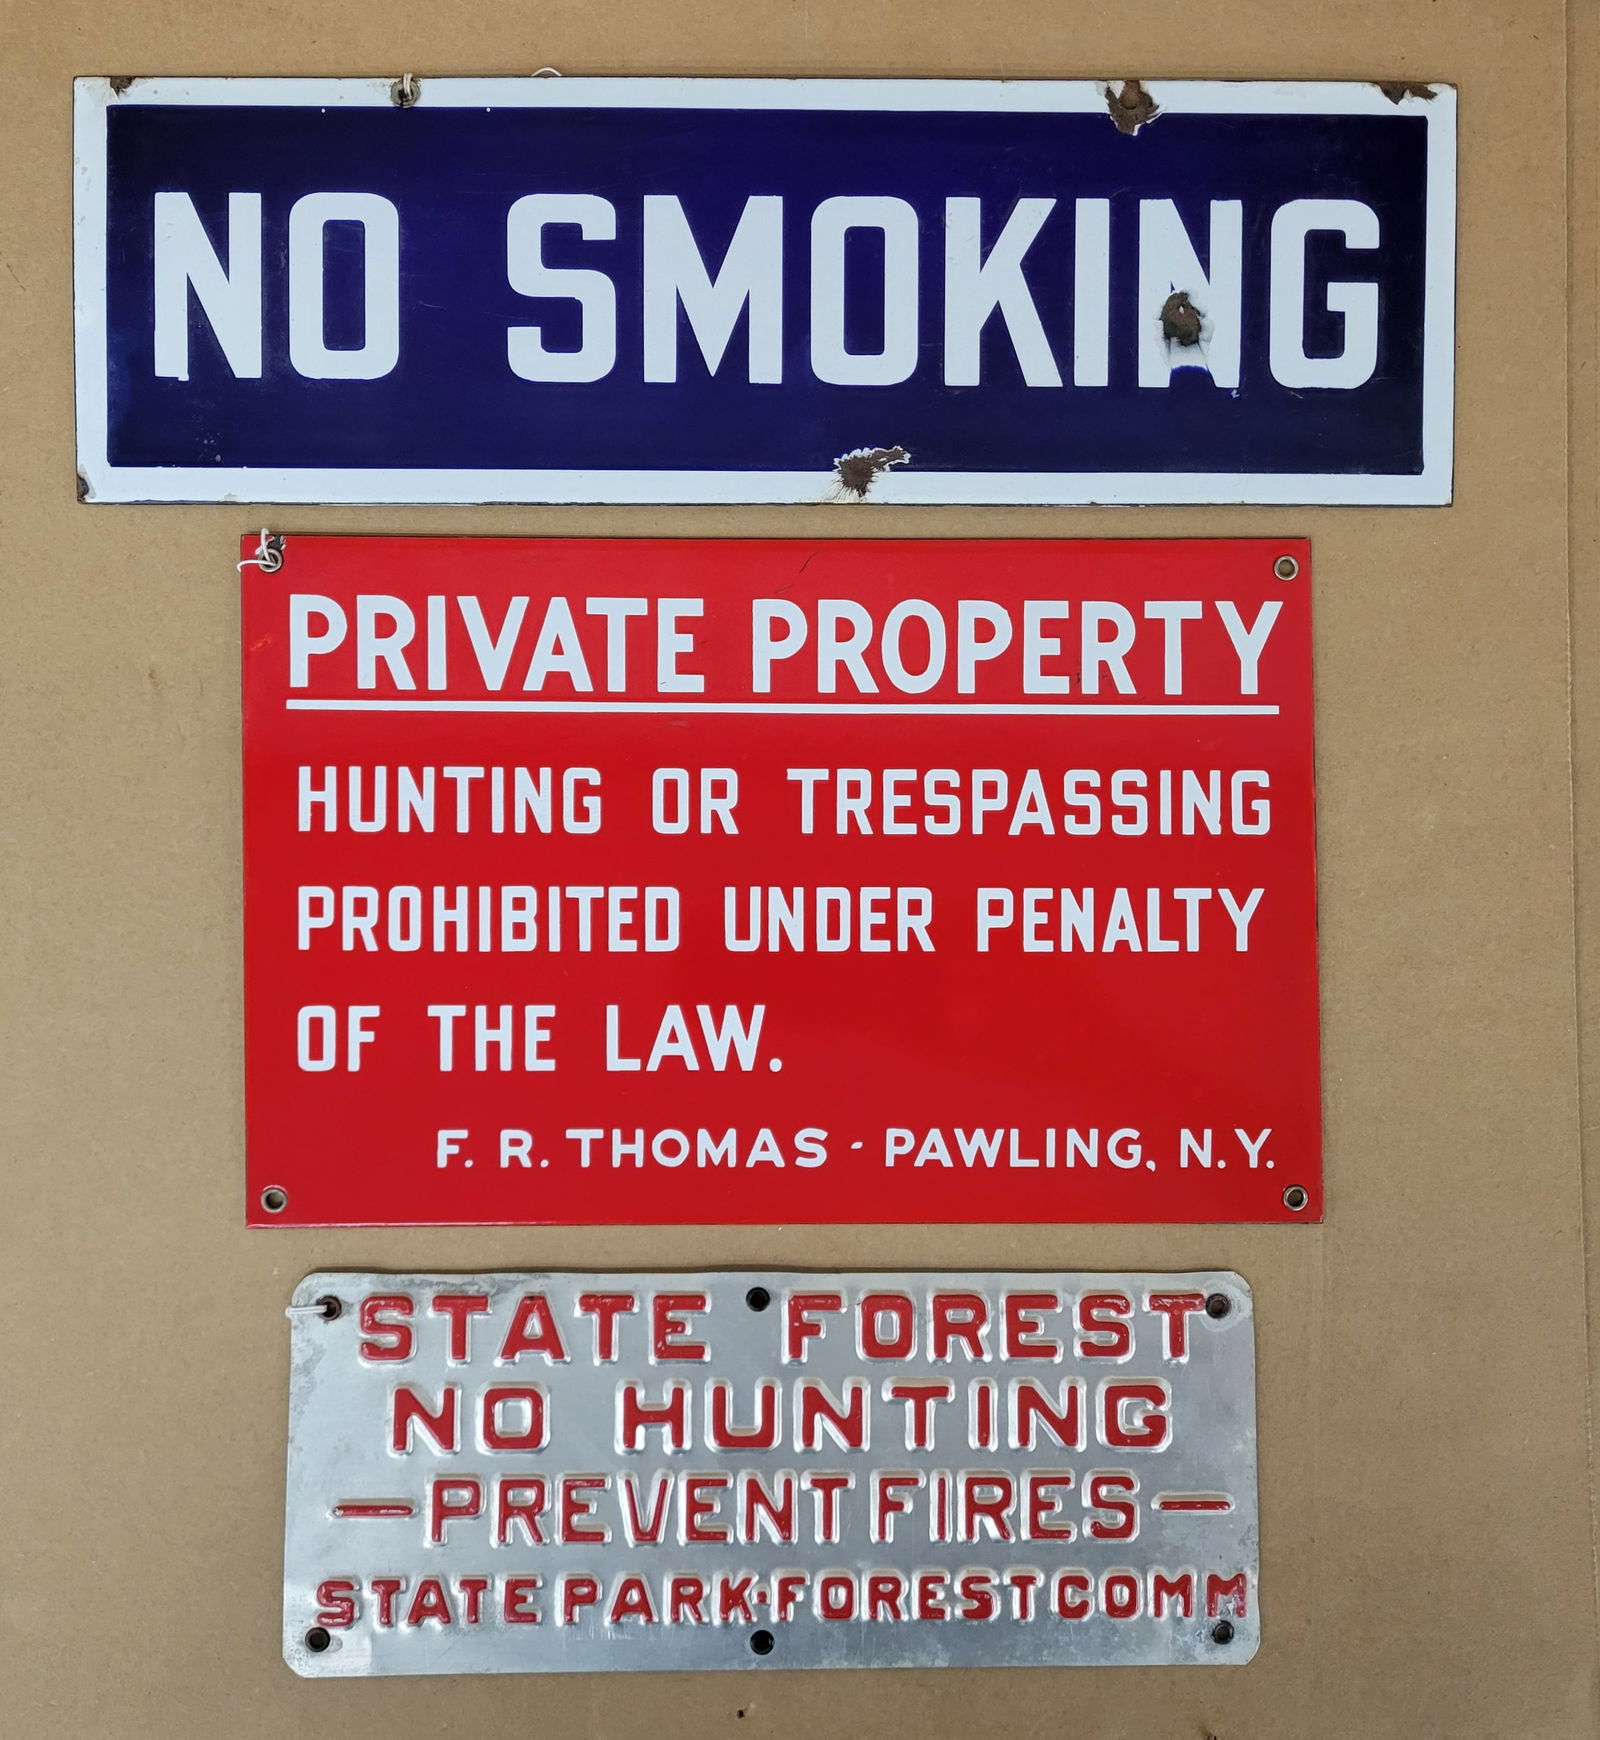 NO SMOKING
PRIVATE PROPERTY
HUNTING OR TRESPASSING
PROHIBITED UNDER PENALTY
OF THE LAW.
F. R. THOMAS - PAWLING, N.Y.
STATE FOREST
NO HUNTING
—PREVENT FIRES—
STATE PARK·FOREST COMM